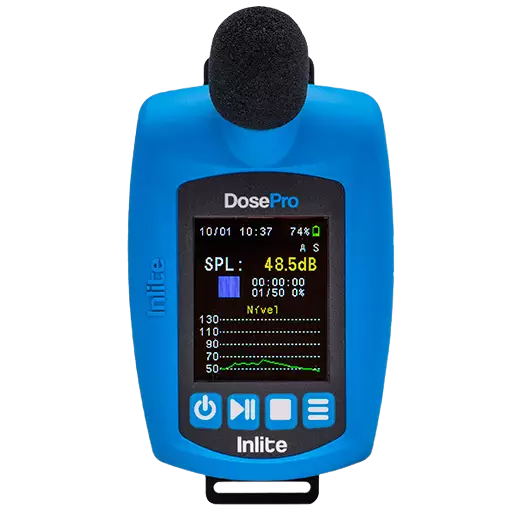 DosePro
10/01 10:37 74%
A S
SPL: 48.5dB
00:00:00
01/50 0%
Nível
130
110
90
70
50
Inlite
Inlite